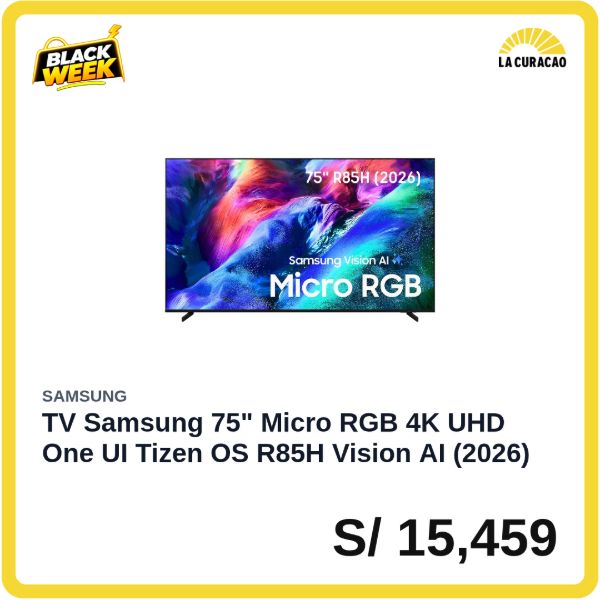 BLACK
WEEK
LA CURACAO
75" R85H (2026)
Samsung Vision AI
Micro RGB
SAMSUNG
TV Samsung 75" Micro RGB 4K UHD
One UI Tizen OS R85H Vision AI (2026)
S/ 15,459